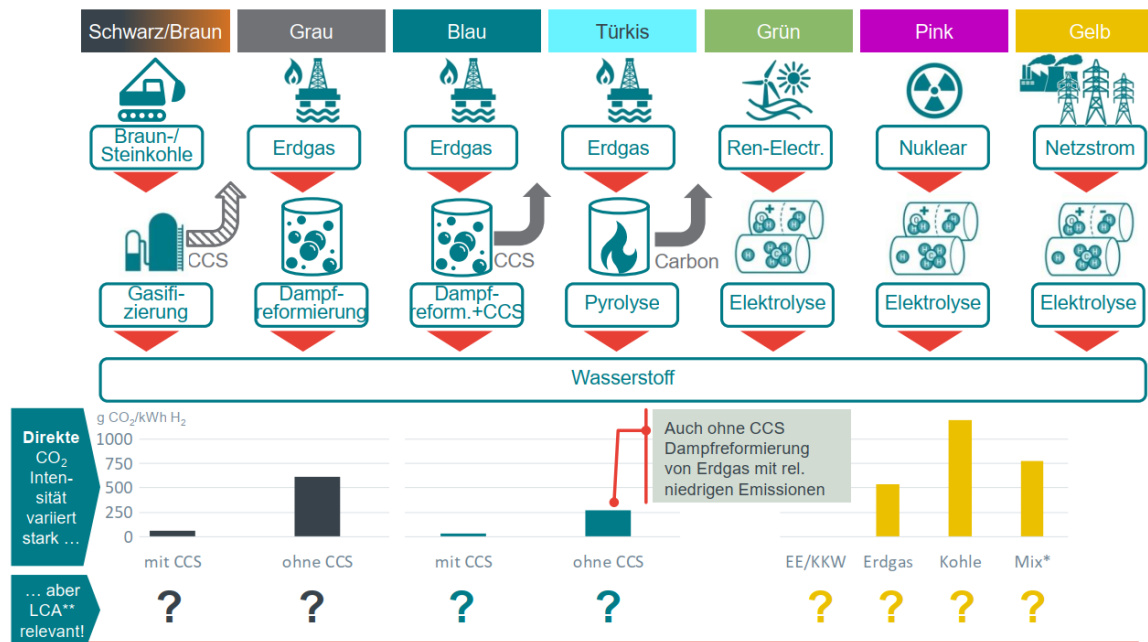 Schwarz/Braun
Grau
Blau
Türkis
Grün
Pink
Gelb
Braun-/
Steinkohle
Erdgas
Erdgas
Erdgas
Ren-Electr.
Nuklear
Netzstrom
CCS
CCS
Carbon
Gasifi-
zierung
Dampf-
reformierung
Dampf-
reform.+CCS
Pyrolyse
Elektrolyse
Elektrolyse
Elektrolyse
Wasserstoff
Direkte
CO₂
Inten-
sität
variiert
stark …
g CO₂/kWh H₂
1000
750
500
250
0
mit CCS
ohne CCS
mit CCS
ohne CCS
Auch ohne CCS
Dampfreformierung
von Erdgas mit rel.
niedrigen Emissionen
EE/KKW
Erdgas
Kohle
Mix*
… aber
LCA**
relevant!
? ? ? ? ? ? ? ?